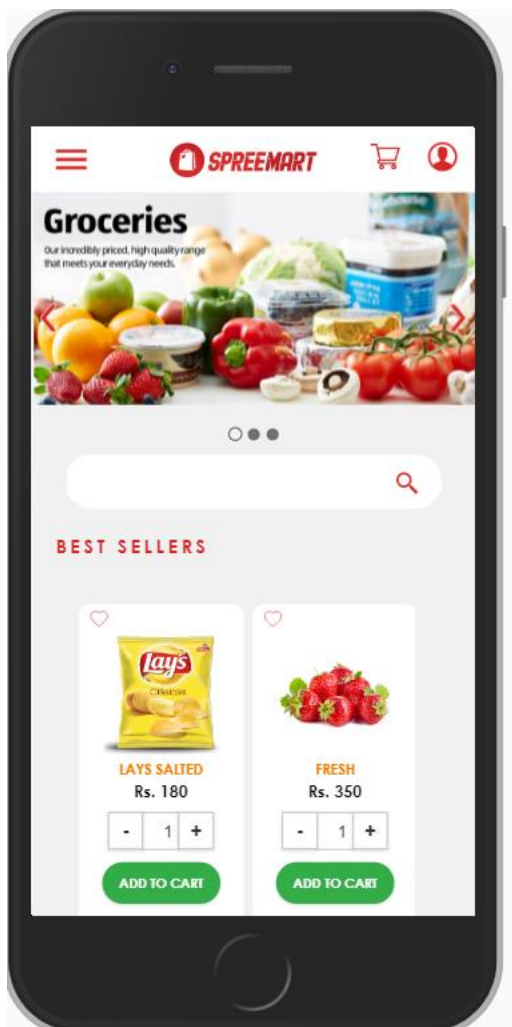 SPREEMART
Groceries
Our incredibly priced, high quality range
that meets your everyday needs.
BEST SELLERS
Lay's
LAYS SALTED
Rs. 180
- 1 +
ADD TO CART
FRESH
Rs. 350
- 1 +
ADD TO CART